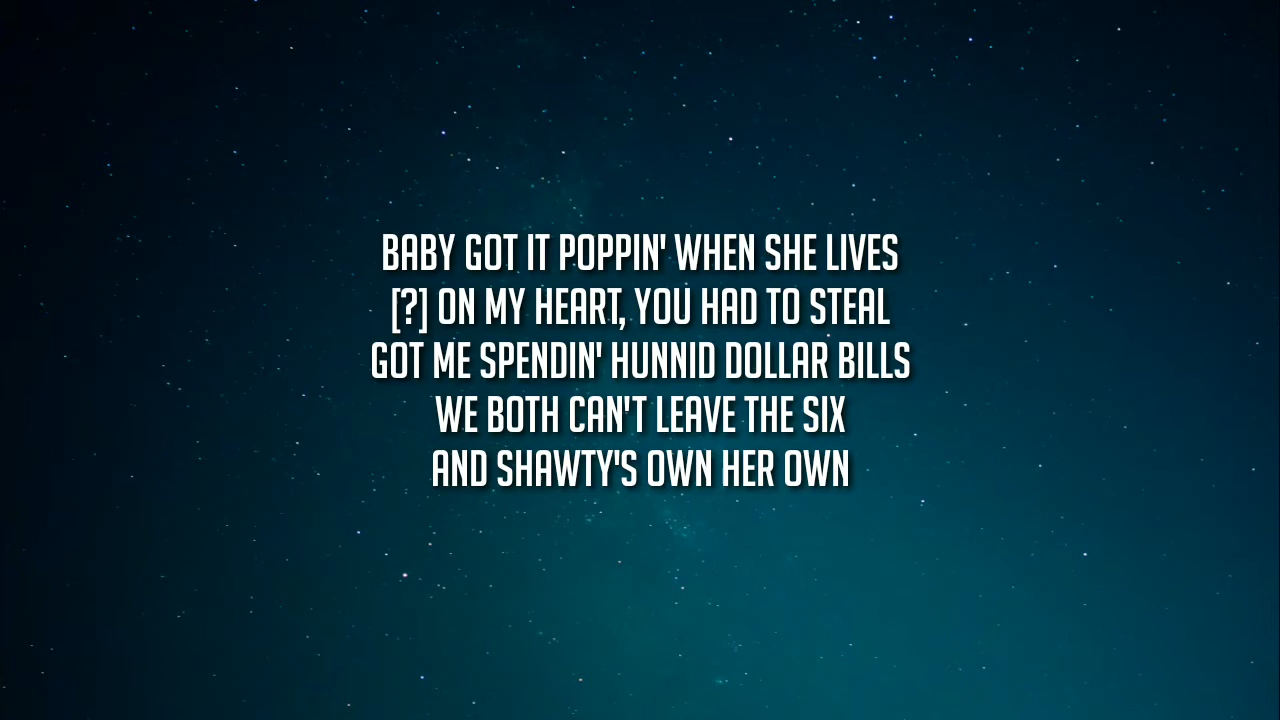 BABY GOT IT POPPIN' WHEN SHE LIVES
[?] ON MY HEART, YOU HAD TO STEAL
GOT ME SPENDIN' HUNNID DOLLAR BILLS
WE BOTH CAN'T LEAVE THE SIX
AND SHAWTY'S OWN HER OWN